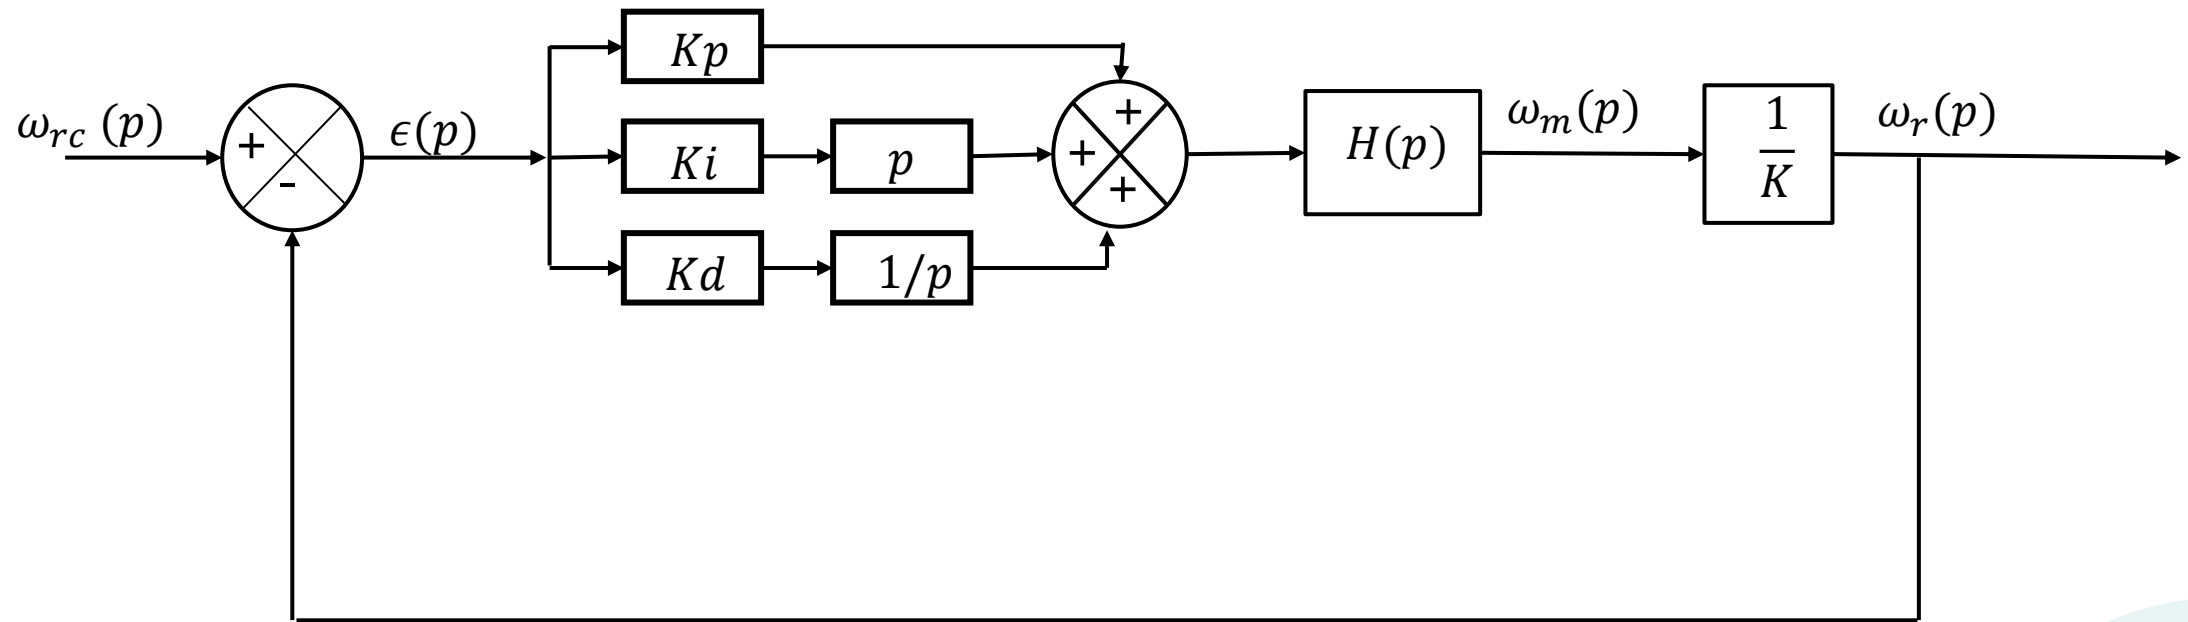 Kp
ω_rc (p)
+
-
ϵ(p)
Ki
p
+
+
+
H(p)
ω_m(p)
1
K
ω_r(p)
Kd
1/p